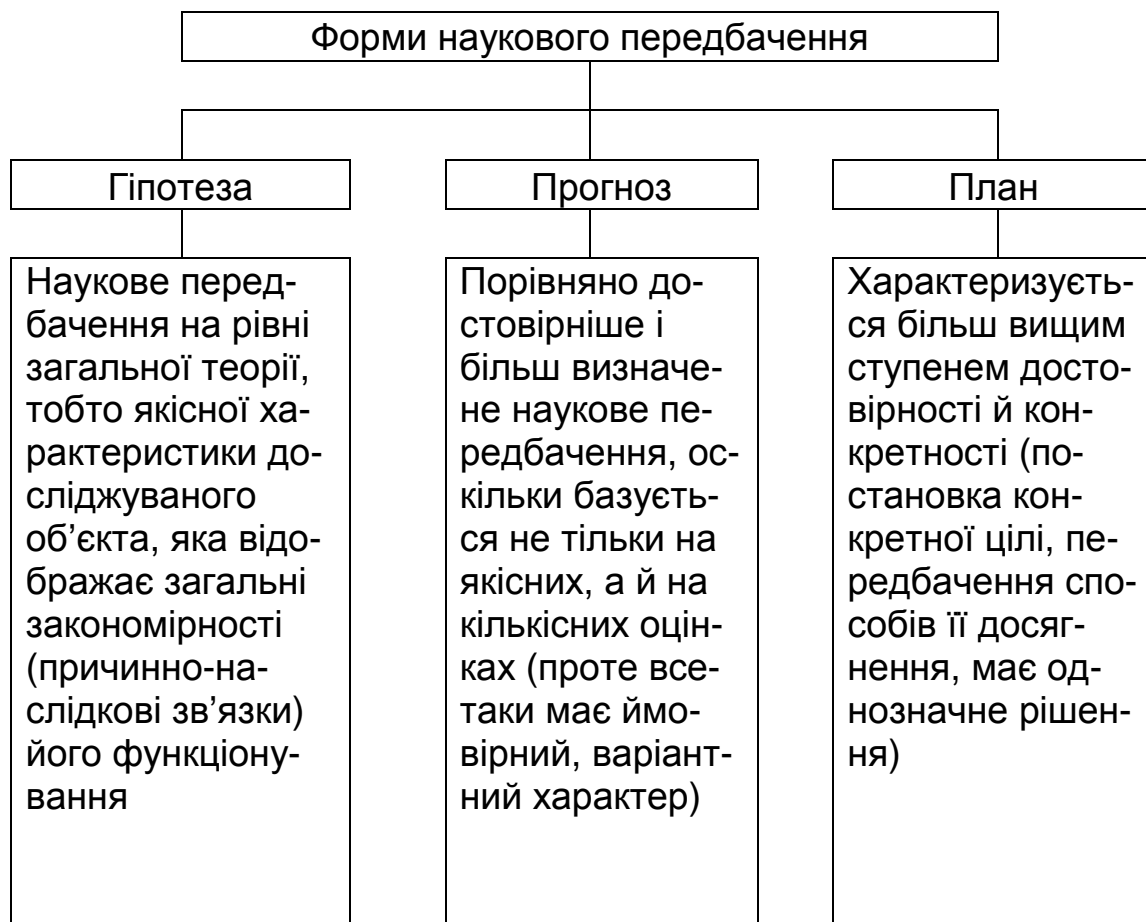 Форми наукового передбачення
Гіпотеза
Прогноз
План
Наукове перед-
бачення на рівні
загальної теорії,
тобто якісної ха-
рактеристики до-
сліджуваного
об’єкта, яка відо-
бражає загальні
закономірності
(причинно-на-
слідкові зв’язки)
його функціону-
вання
Порівняно до-
стовірніше і
більш визначе-
не наукове пе-
редбачення, ос-
кільки базуєть-
ся не тільки на
якісних, а й на
кількісних оцін-
ках (проте все-
таки має ймо-
вірний, варіант-
ний характер)
Характеризуєть-
ся більш вищим
ступенем досто-
вірності й кон-
кретності (по-
становка кон-
кретної цілі, пе-
редбачення спо-
собів її досяг-
нення, має од-
нозначне рішен-
ня)